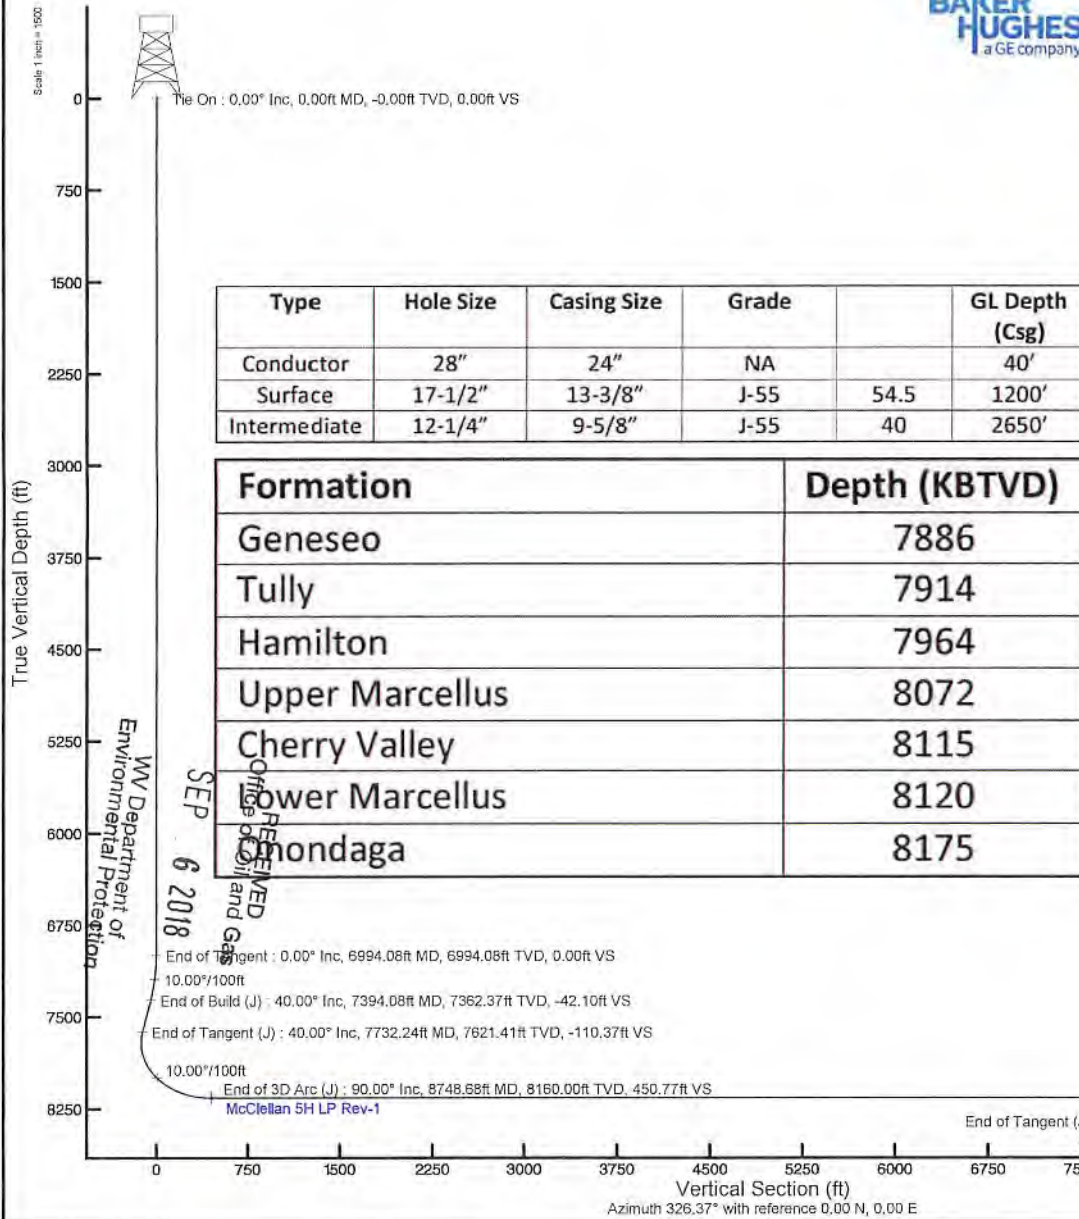 BAKER
HUGHES
a GE company
Scale 1 inch = 1500
Tie On : 0.00° Inc, 0.00ft MD, -0.00ft TVD, 0.00ft VS
0
750
1500
2250
3000
3750
4500
5250
6000
6750
7500
8250
True Vertical Depth (ft)
Type Hole Size Casing Size Grade GL Depth (Csg)
Conductor 28" 24" NA 40'
Surface 17-1/2" 13-3/8" J-55 54.5 1200'
Intermediate 12-1/4" 9-5/8" J-55 40 2650'
Formation Depth (KBTVD)
Geneseo 7886
Tully 7914
Hamilton 7964
Upper Marcellus 8072
Cherry Valley 8115
Lower Marcellus 8120
Onondaga 8175
RECEIVED
Office of Oil and Gas
SEP 6 2018
WV Department of
Environmental Protection
End of Tangent : 0.00° Inc, 6994.08ft MD, 6994.08ft TVD, 0.00ft VS
10.00°/100ft
End of Build (J) : 40.00° Inc, 7394.08ft MD, 7362.37ft TVD, -42.10ft VS
End of Tangent (J) : 40.00° Inc, 7732.24ft MD, 7621.41ft TVD, -110.37ft VS
10.00°/100ft
End of 3D Arc (J) : 90.00° Inc, 8748.68ft MD, 8160.00ft TVD, 450.77ft VS
McClellan 5H LP Rev-1
End of Tangent (
0 750 1500 2250 3000 3750 4500 5250 6000 6750 75
Vertical Section (ft)
Azimuth 326.37° with reference 0.00 N, 0.00 E